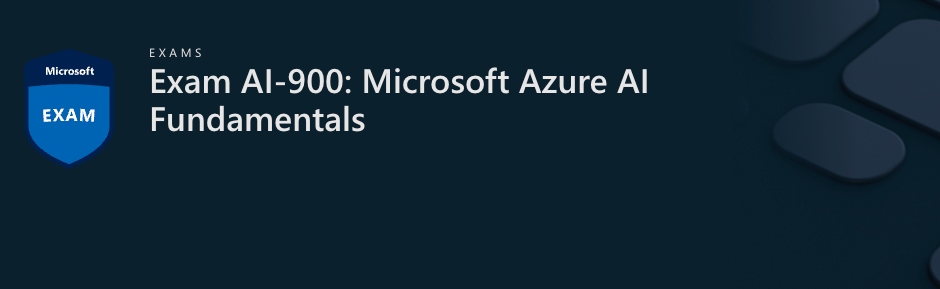 EXAMS
Microsoft
Exam AI-900: Microsoft Azure AI
EXAM
Fundamentals